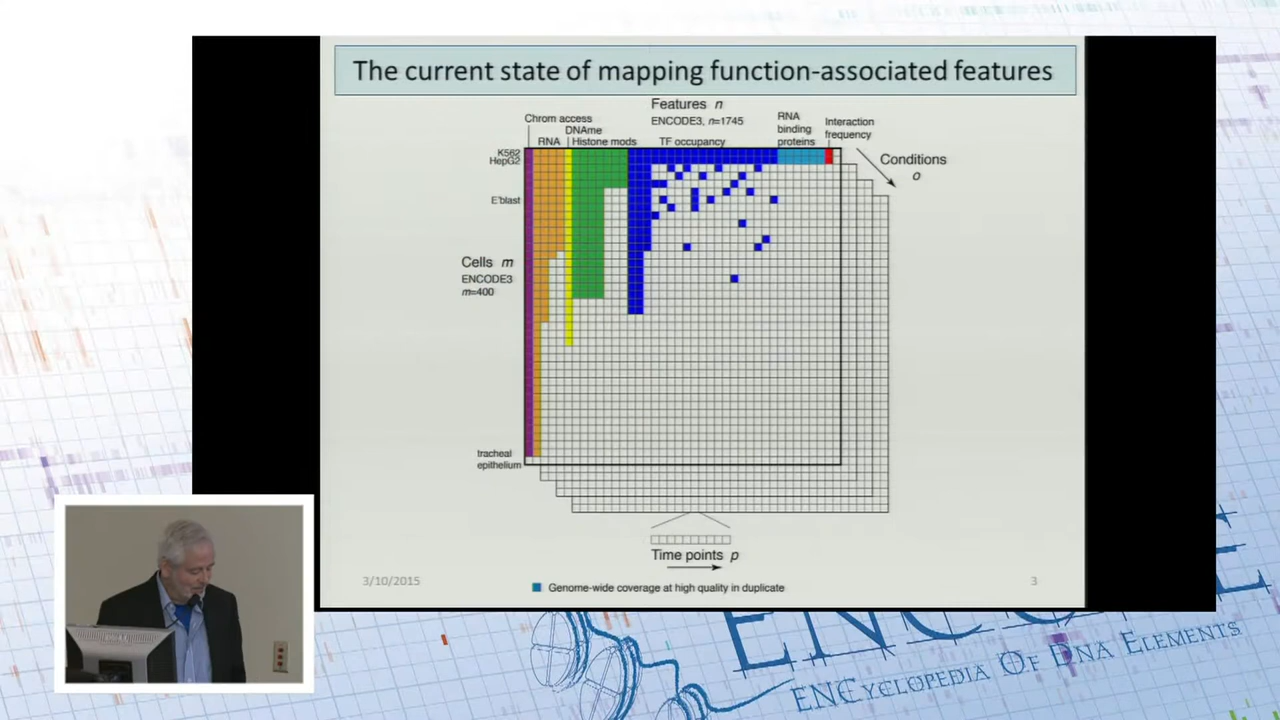 The current state of mapping function-associated features
Features n
ENCODE3, n=1745
Chrom access
DNAme
RNA
Histone mods
TF occupancy
RNA
binding
proteins
Interaction
frequency
Conditions
o
K562
HepG2
E'blast
Cells m
ENCODE3
m=400
tracheal
epithelium
Time points p
3/10/2015
3
Genome-wide coverage at high quality in duplicate
ENCODE
ENCYCLOPEDIA OF DNA ELEMENTS